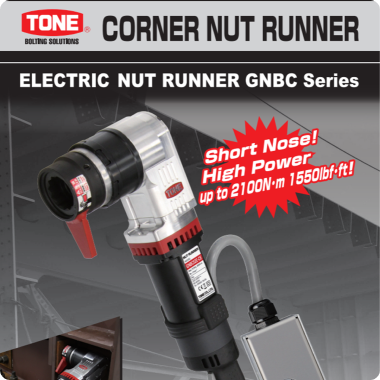 TONE®
BOLTING SOLUTIONS
CORNER NUT RUNNER
ELECTRIC NUT RUNNER GNBC Series
Short Nose!
High Power
up to 2100N·m 1550lbf·ft!
TONE